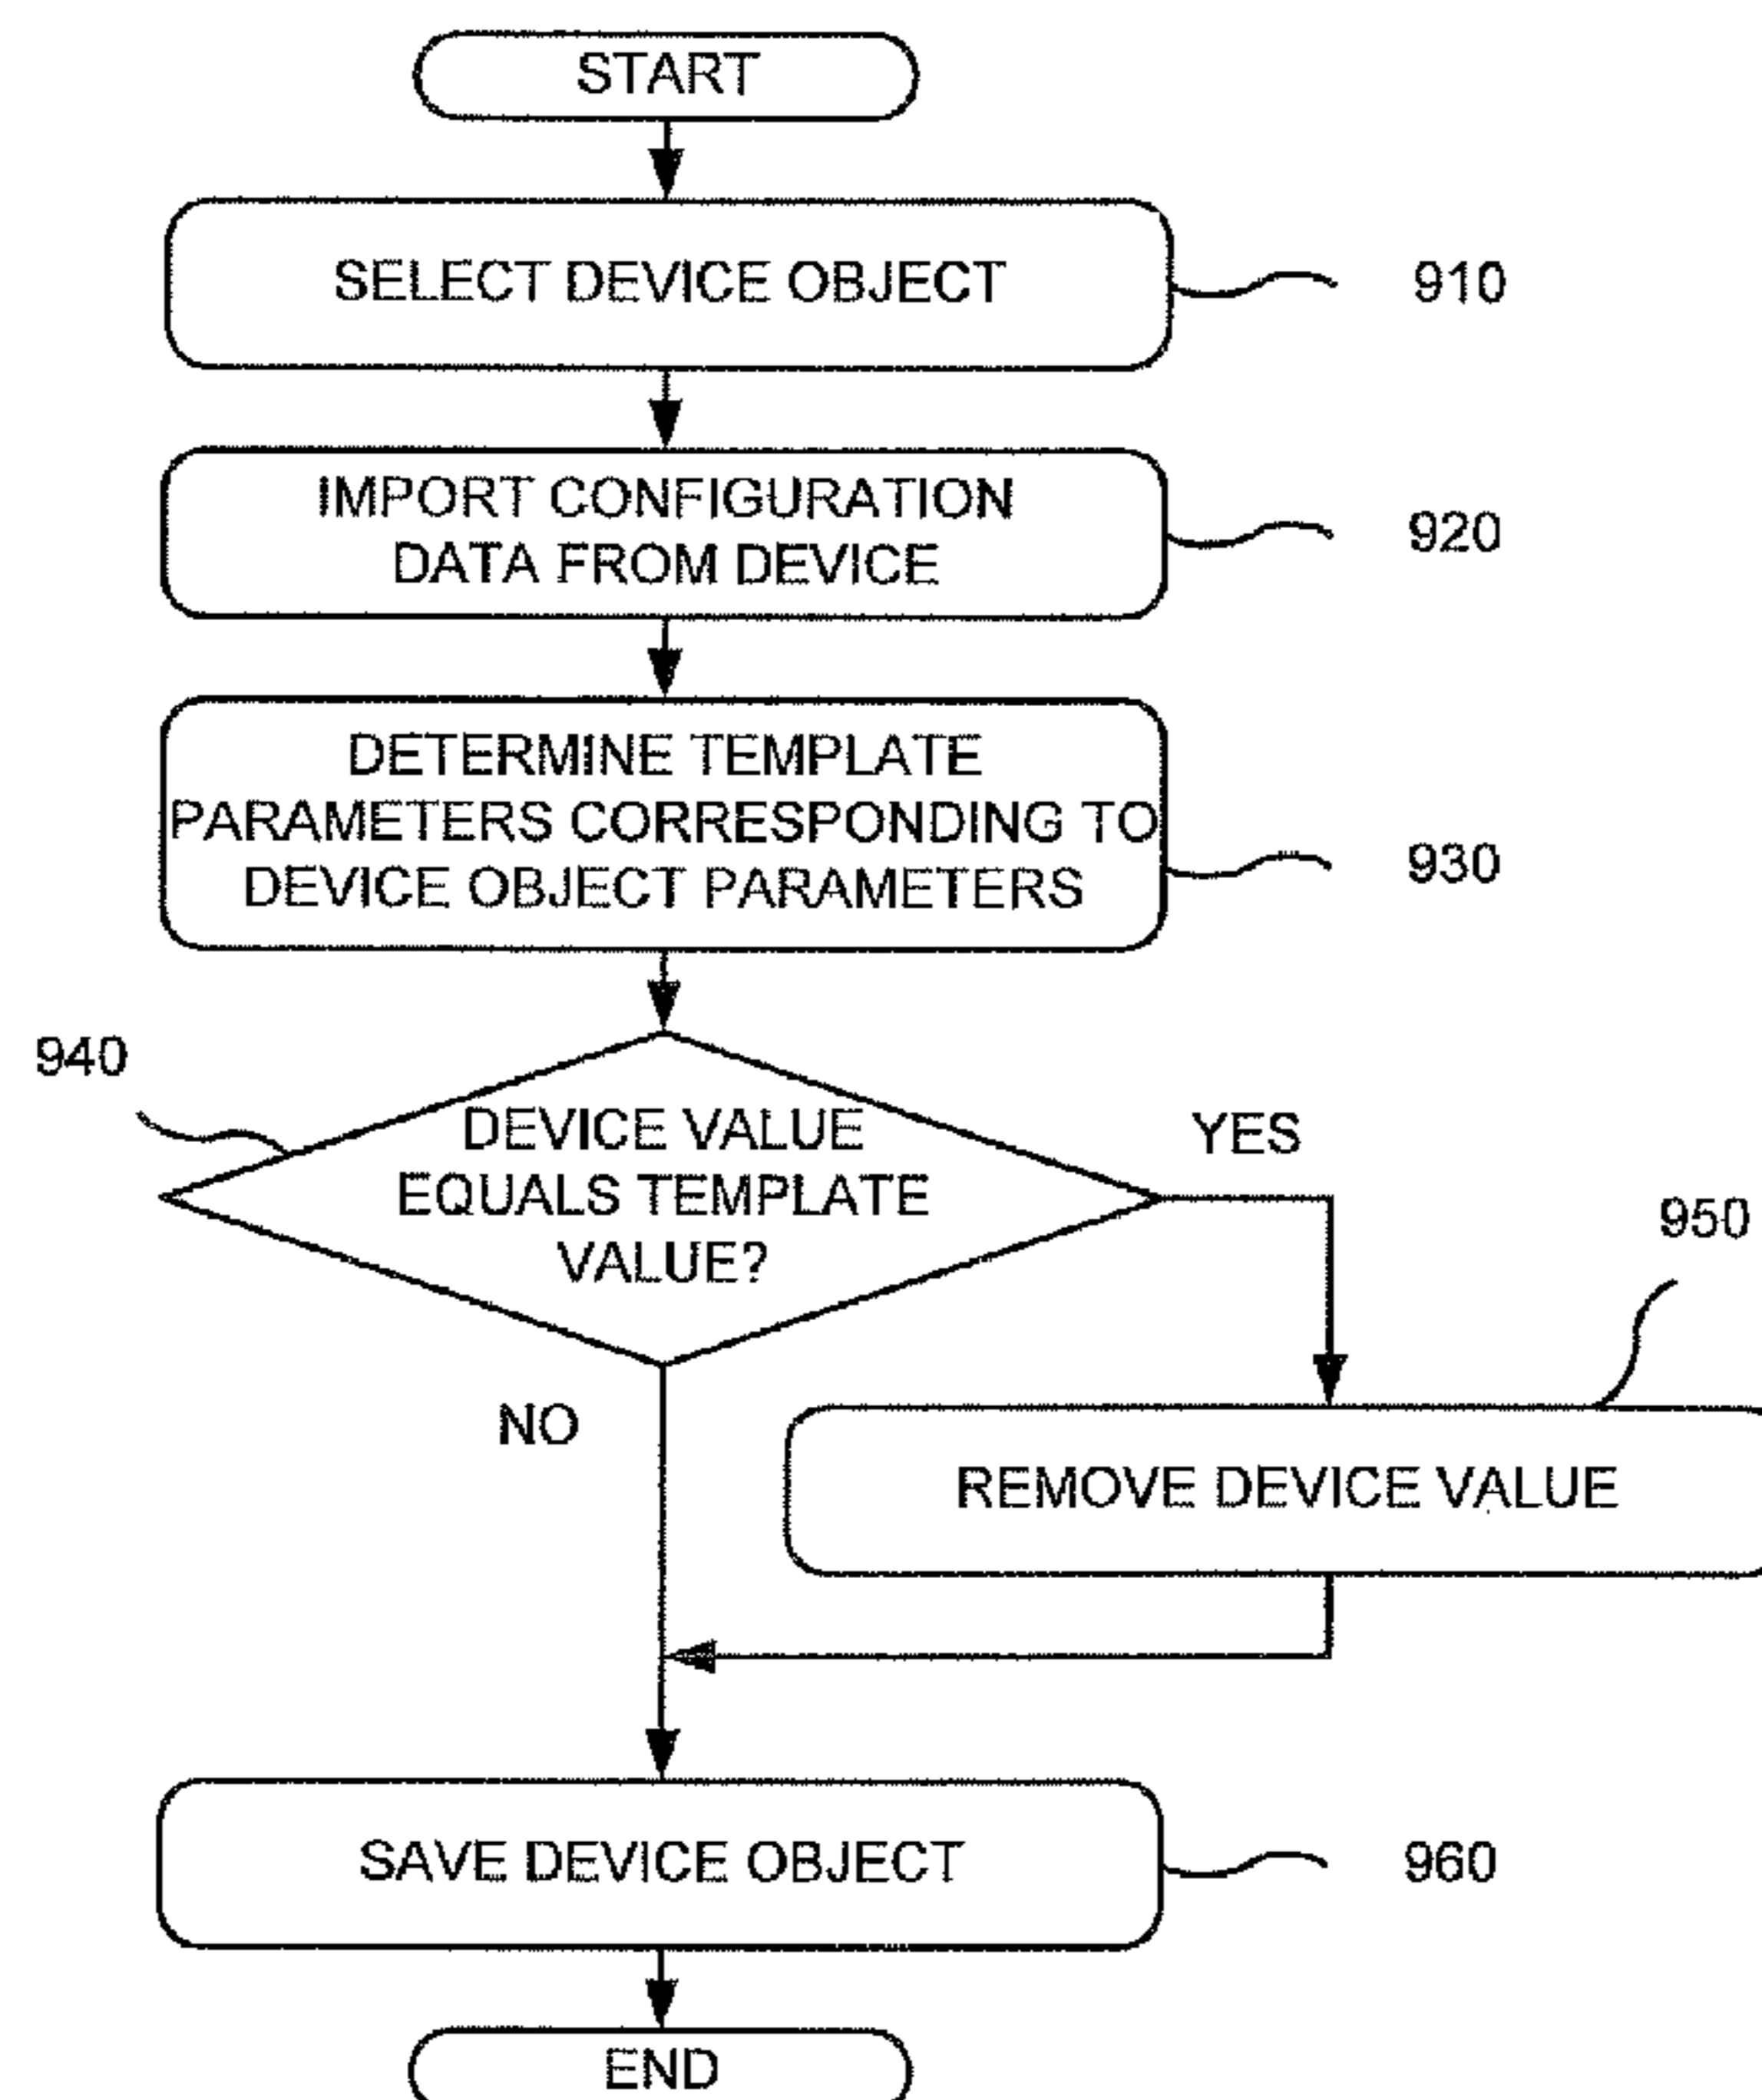 START
SELECT DEVICE OBJECT
910
IMPORT CONFIGURATION
DATA FROM DEVICE
920
DETERMINE TEMPLATE
PARAMETERS CORRESPONDING TO
DEVICE OBJECT PARAMETERS
930
940
DEVICE VALUE
EQUALS TEMPLATE
VALUE?
YES
950
NO
REMOVE DEVICE VALUE
SAVE DEVICE OBJECT
960
END